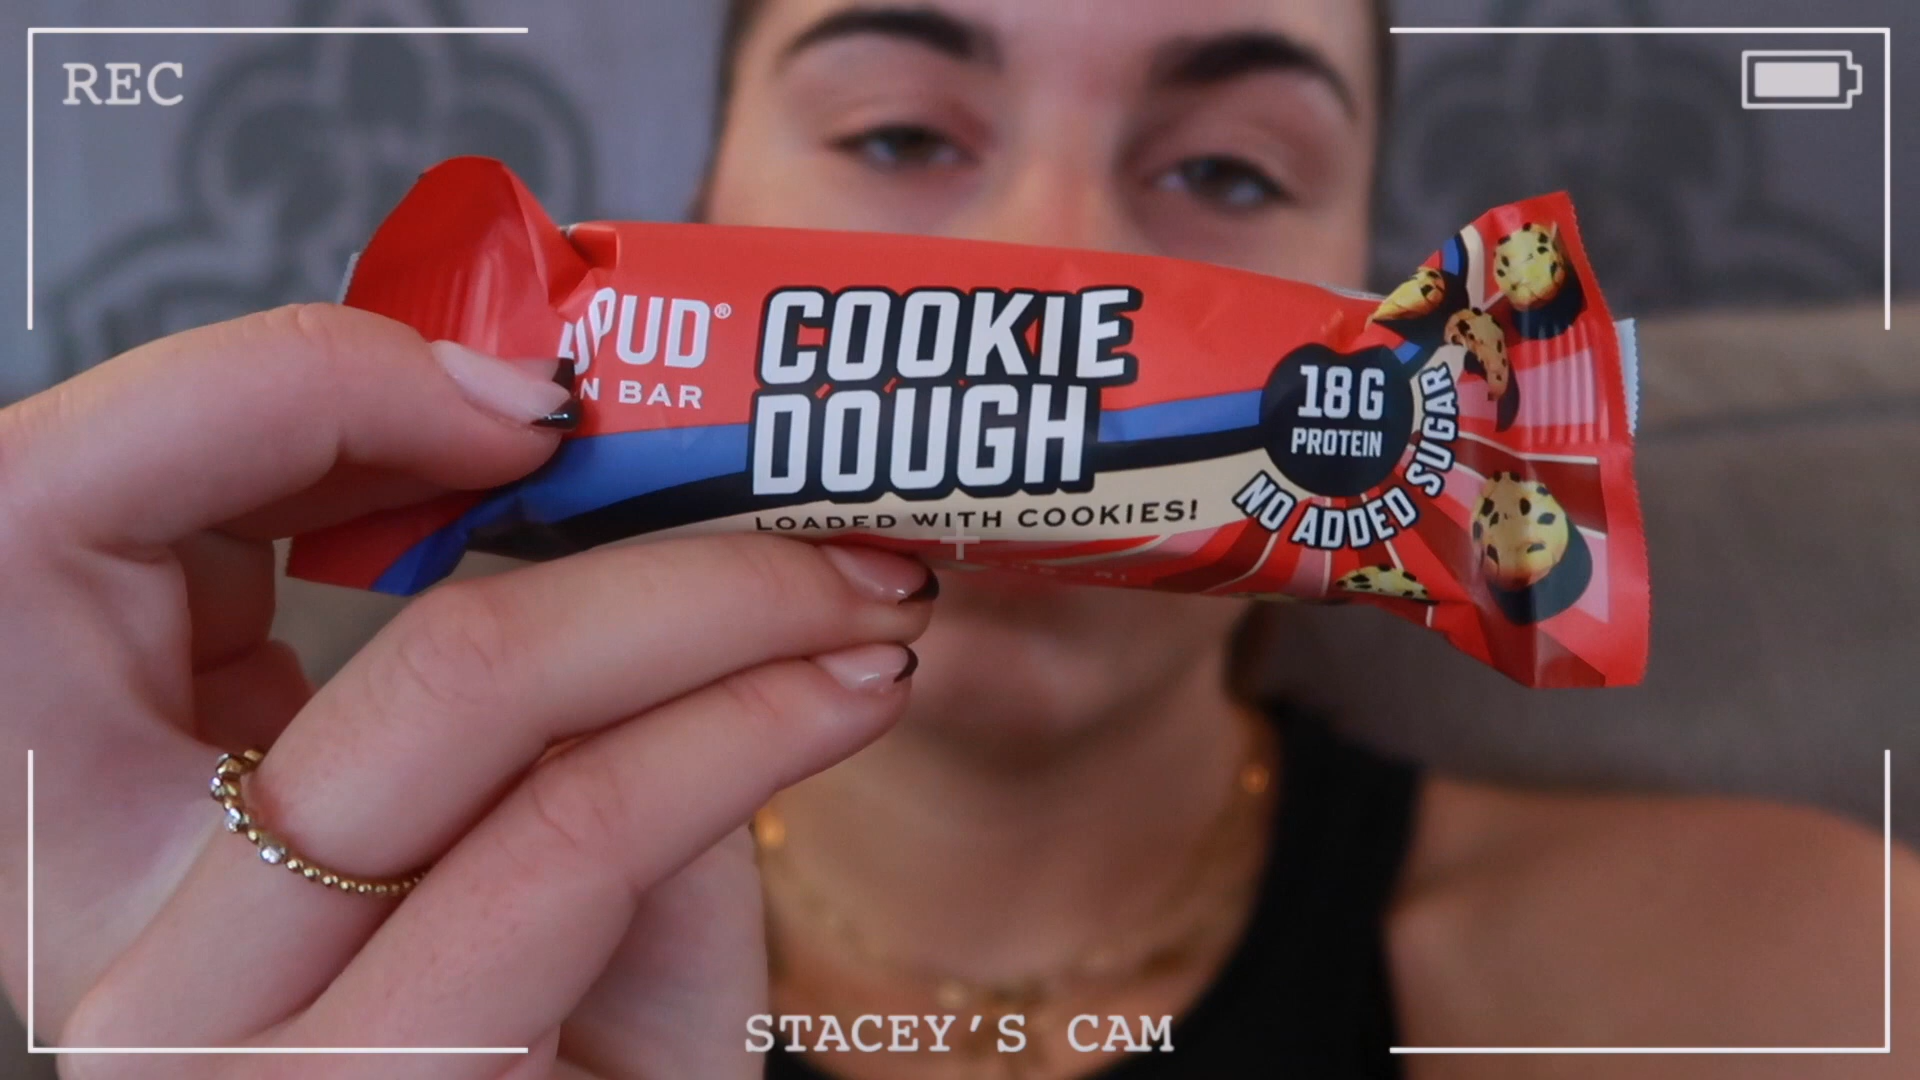 REC
PUD®
N BAR
COOKIE
DOUGH
LOADED WITH COOKIES!
18G
PROTEIN
NO ADDED SUGAR
STACEY’S CAM